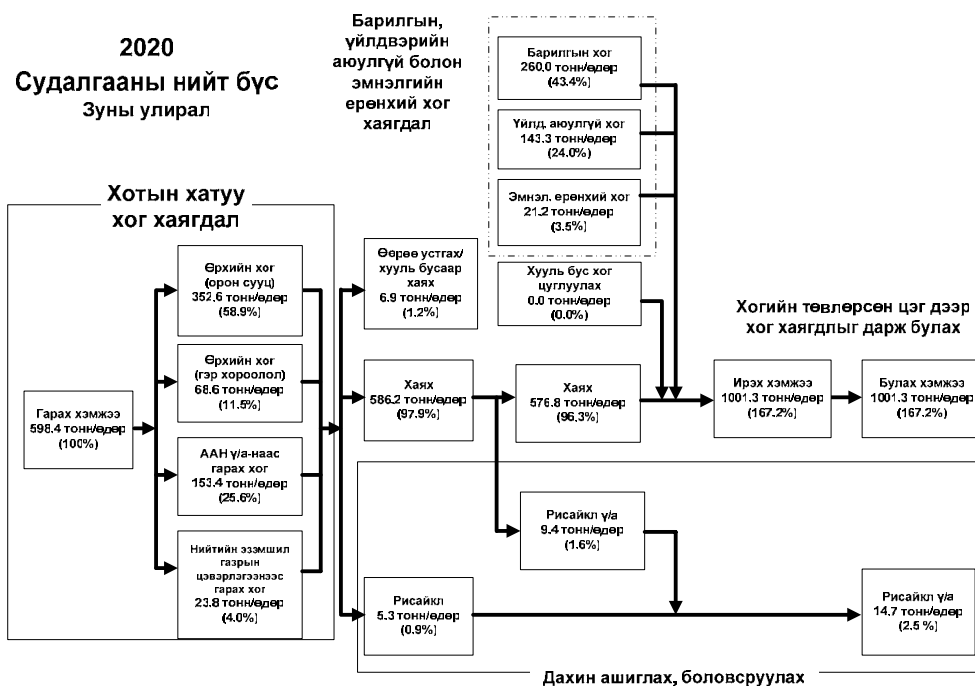 2020
Судалгааны нийт бүс
Зуны улирал
Барилгын,
үйлдвэрийн
аюулгүй болон
эмнэлгийн
ерөнхий хог
хаягдал
Барилгын хог
260.0 тонн/өдөр
(43.4%)
Үйлд. аюулгүй хог
143.3 тонн/өдөр
(24.0%)
Эмнэл. ерөнхий хог
21.2 тонн/өдөр
(3.5%)
Хотын хатуу
хог хаягдал
Өрхийн хог
(орон сууц)
352.6 тонн/өдөр
(58.9%)
Өөрөө устгах/
хууль бусаар
хаях
6.9 тонн/өдөр
(1.2%)
Хууль бус хог
цуглуулах
0.0 тонн/өдөр
(0.0%)
Хогийн төвлөрсөн цэг дээр
хог хаягдлыг дарж булах
Өрхийн хог
(гэр хороолол)
68.6 тонн/өдөр
(11.5%)
Гарах хэмжээ
598.4 тонн/өдөр
(100%)
Хаях
586.2 тонн/өдөр
(97.9%)
Хаях
576.8 тонн/өдөр
(96.3%)
Ирэх хэмжээ
1001.3 тонн/өдөр
(167.2%)
Булах хэмжээ
1001.3 тонн/өдөр
(167.2%)
ААН ү/а-наас
гарах хог
153.4 тонн/өдөр
(25.6%)
Рисайкл ү/а
9.4 тонн/өдөр
(1.6%)
Нийтийн эзэмшил
газрын
цэвэрлэгээнээс
гарах хог
23.8 тонн/өдөр
(4.0%)
Рисайкл
5.3 тонн/өдөр
(0.9%)
Рисайкл ү/а
14.7 тонн/өдөр
(2.5 %)
Дахин ашиглах, боловсруулах